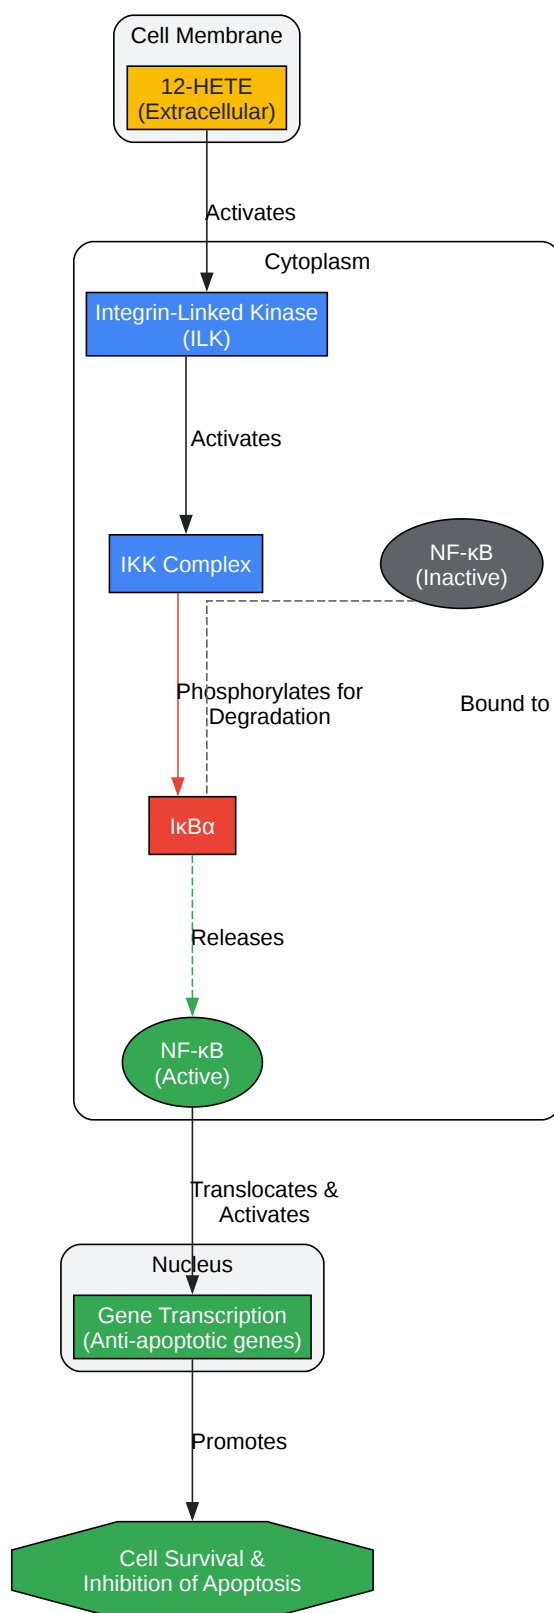 Cell Membrane
12-HETE
(Extracellular)
Activates
Cytoplasm
Integrin-Linked Kinase
(ILK)
Activates
IKK Complex
NF-κB
(Inactive)
Phosphorylates for
Degradation
Bound to
IκBα
Releases
NF-κB
(Active)
Translocates &
Activates
Nucleus
Gene Transcription
(Anti-apoptotic genes)
Promotes
Cell Survival &
Inhibition of Apoptosis